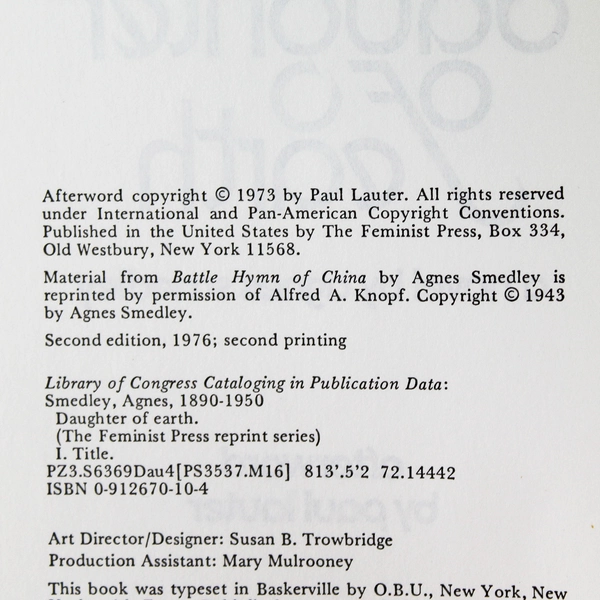 Afterword copyright © 1973 by Paul Lauter. All rights reserved
under International and Pan-American Copyright Conventions.
Published in the United States by The Feminist Press, Box 334,
Old Westbury, New York 11568.
Material from Battle Hymn of China by Agnes Smedley is
reprinted by permission of Alfred A. Knopf. Copyright © 1943
by Agnes Smedley.
Second edition, 1976; second printing
Library of Congress Cataloging in Publication Data:
Smedley, Agnes, 1890-1950
Daughter of earth.
(The Feminist Press reprint series)
I. Title.
PZ3.S6369Dau4[PS3537.M16] 813'.5'2 72.14442
ISBN 0-912670-10-4
Art Director/Designer: Susan B. Trowbridge
Production Assistant: Mary Mulrooney
This book was typeset in Baskerville by O.B.U., New York, New